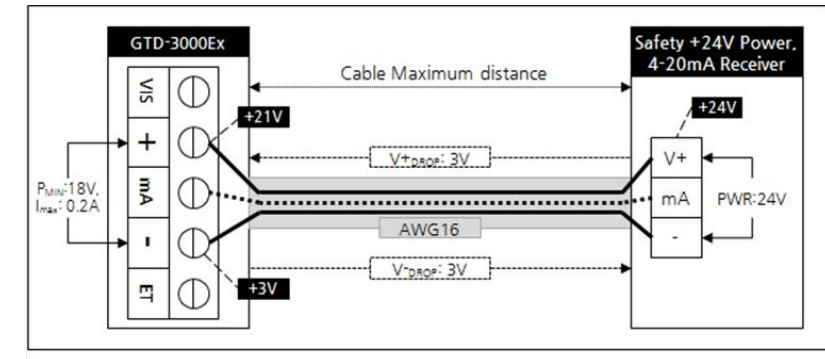 GTD-3000Ex
Safety +24V Power,
4-20mA Receiver
Cable Maximum distance
VIS
+
mA
-
ET
+21V
+3V
PMIN:18V,
Imax: 0.2A
V+DROP: 3V
AWG16
V-DROP: 3V
+24V
V+
mA
-
PWR:24V